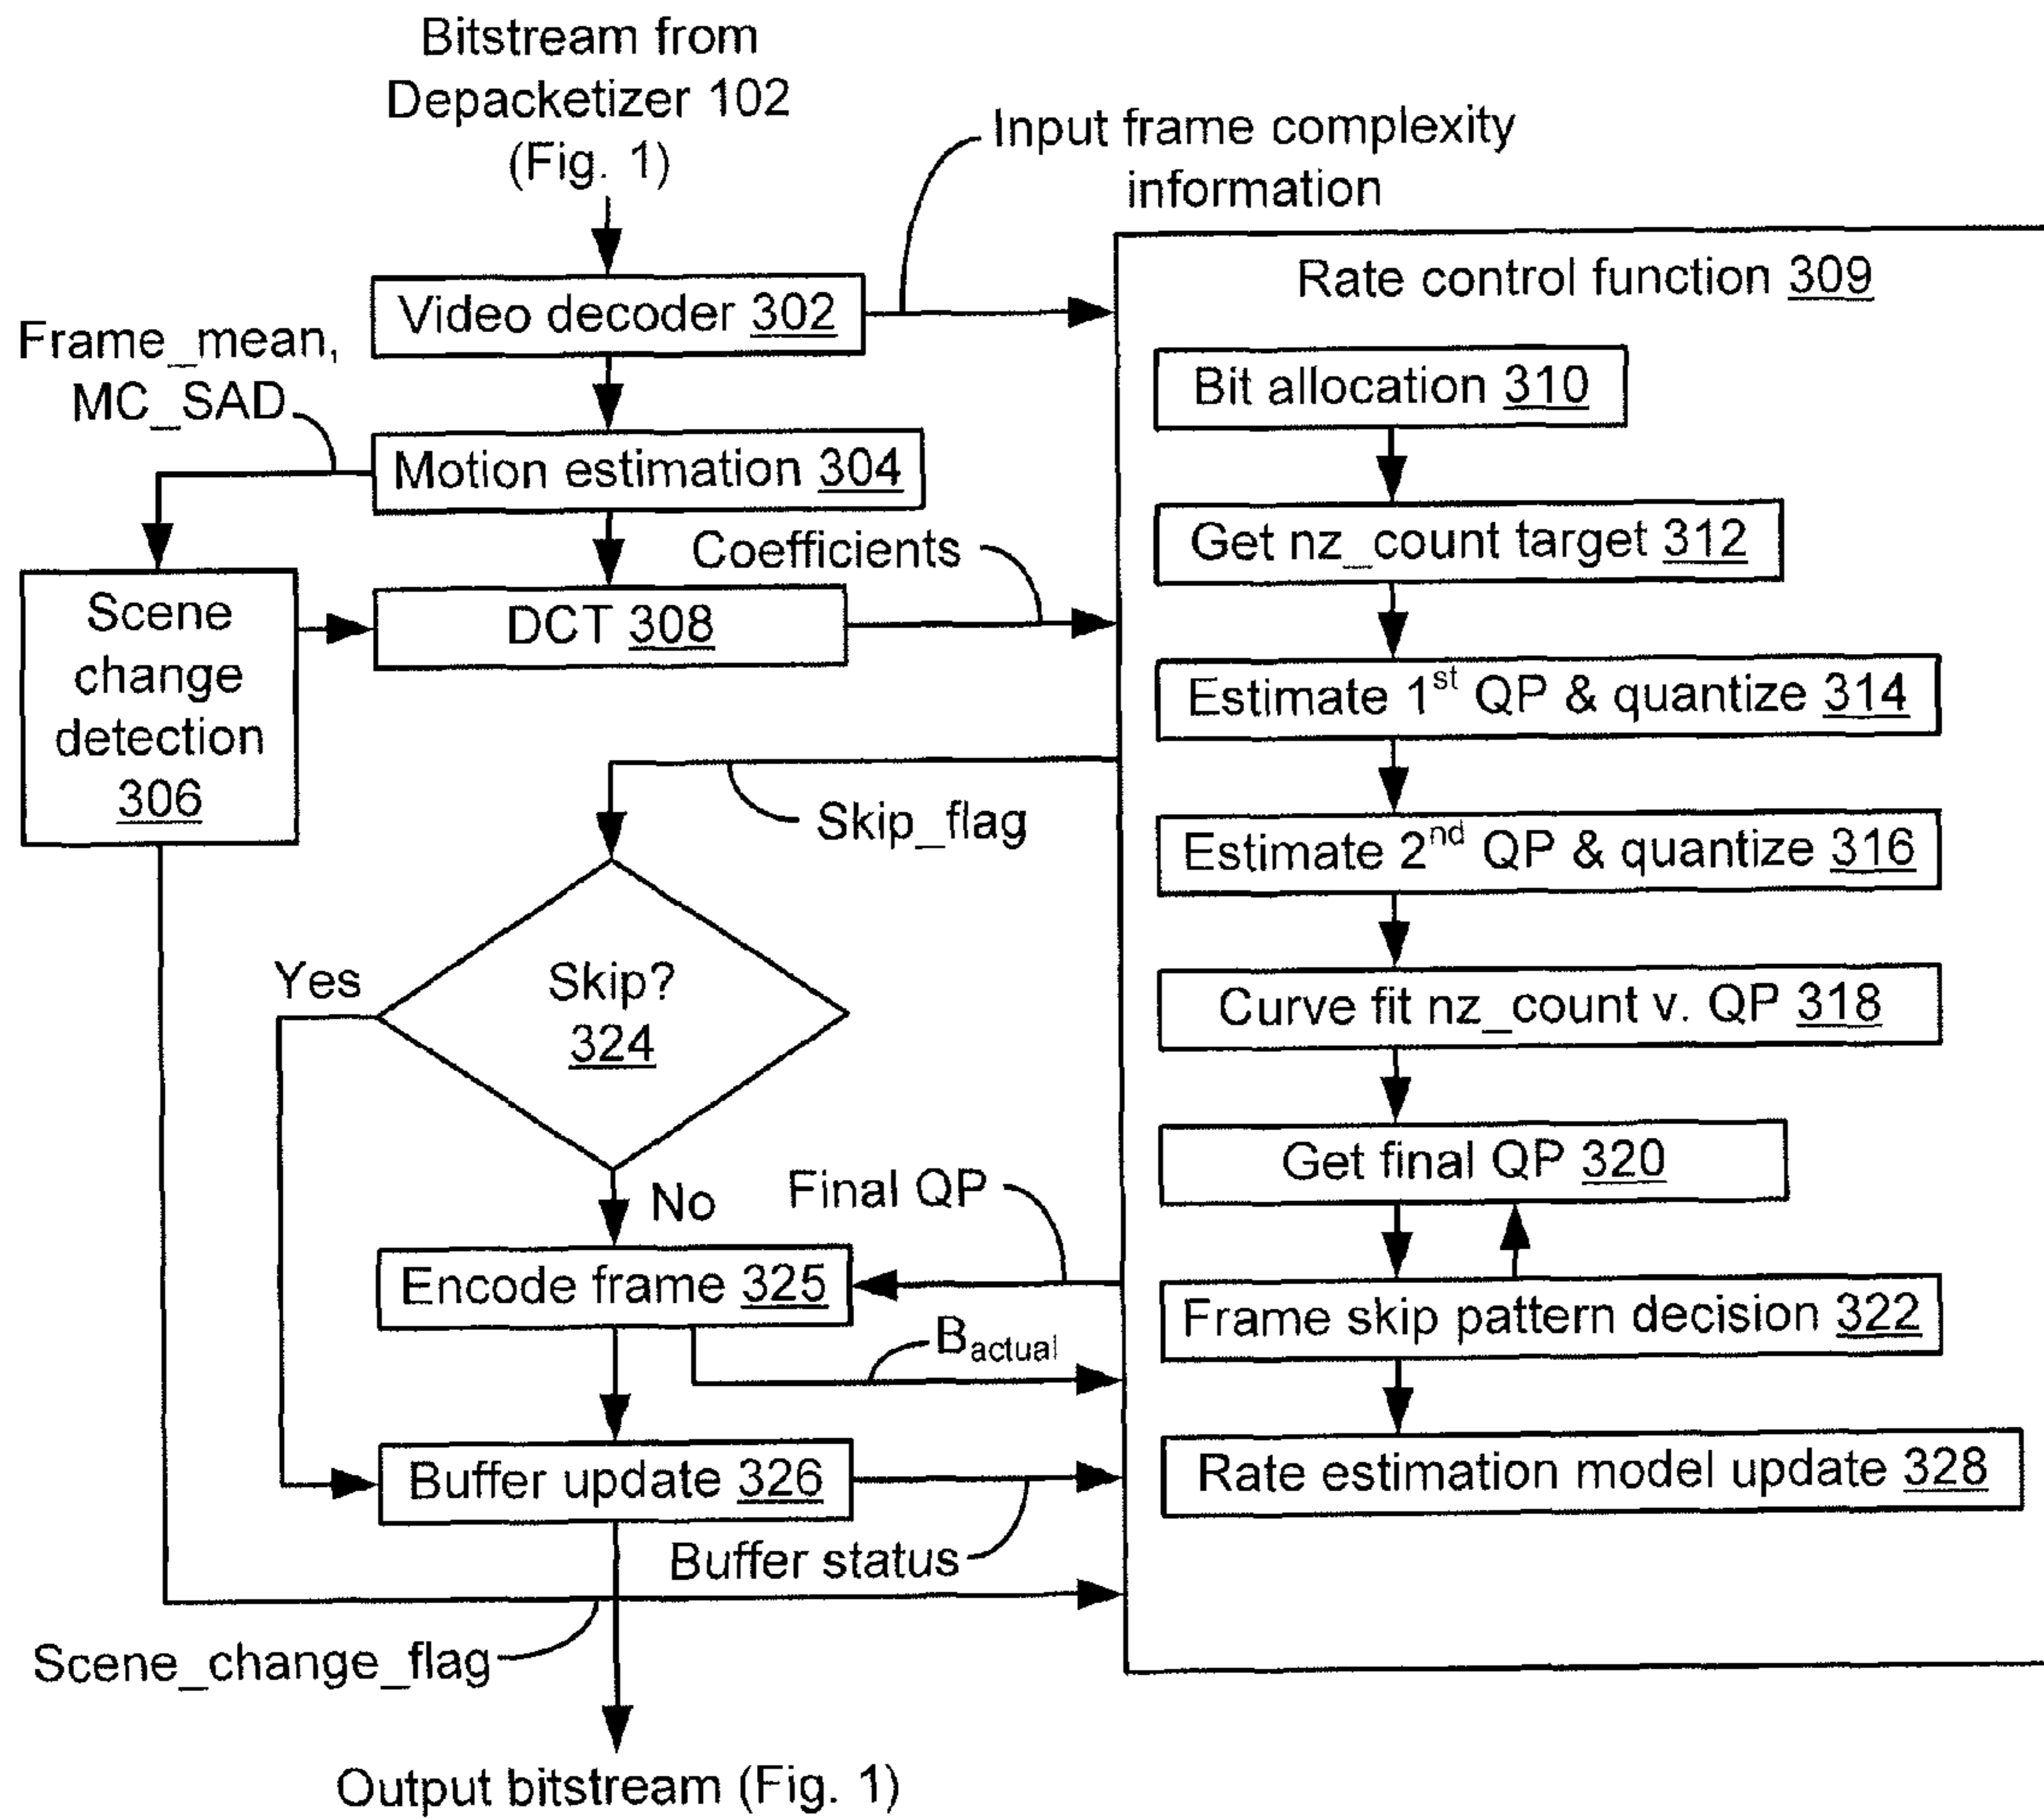 Bitstream from
Depacketizer 102
(Fig. 1)
Input frame complexity
information
Rate control function 309
Video decoder 302
Frame_mean,
MC_SAD
Bit allocation 310
Motion estimation 304
Coefficients
Get nz_count target 312
Scene
change
detection
306
DCT 308
Estimate 1st QP & quantize 314
Skip_flag
Estimate 2nd QP & quantize 316
Yes
Skip?
324
Curve fit nz_count v. QP 318
Get final QP 320
No
Final QP
Encode frame 325
Frame skip pattern decision 322
Bactual
Buffer update 326
Rate estimation model update 328
Buffer status
Scene_change_flag
Output bitstream (Fig. 1)